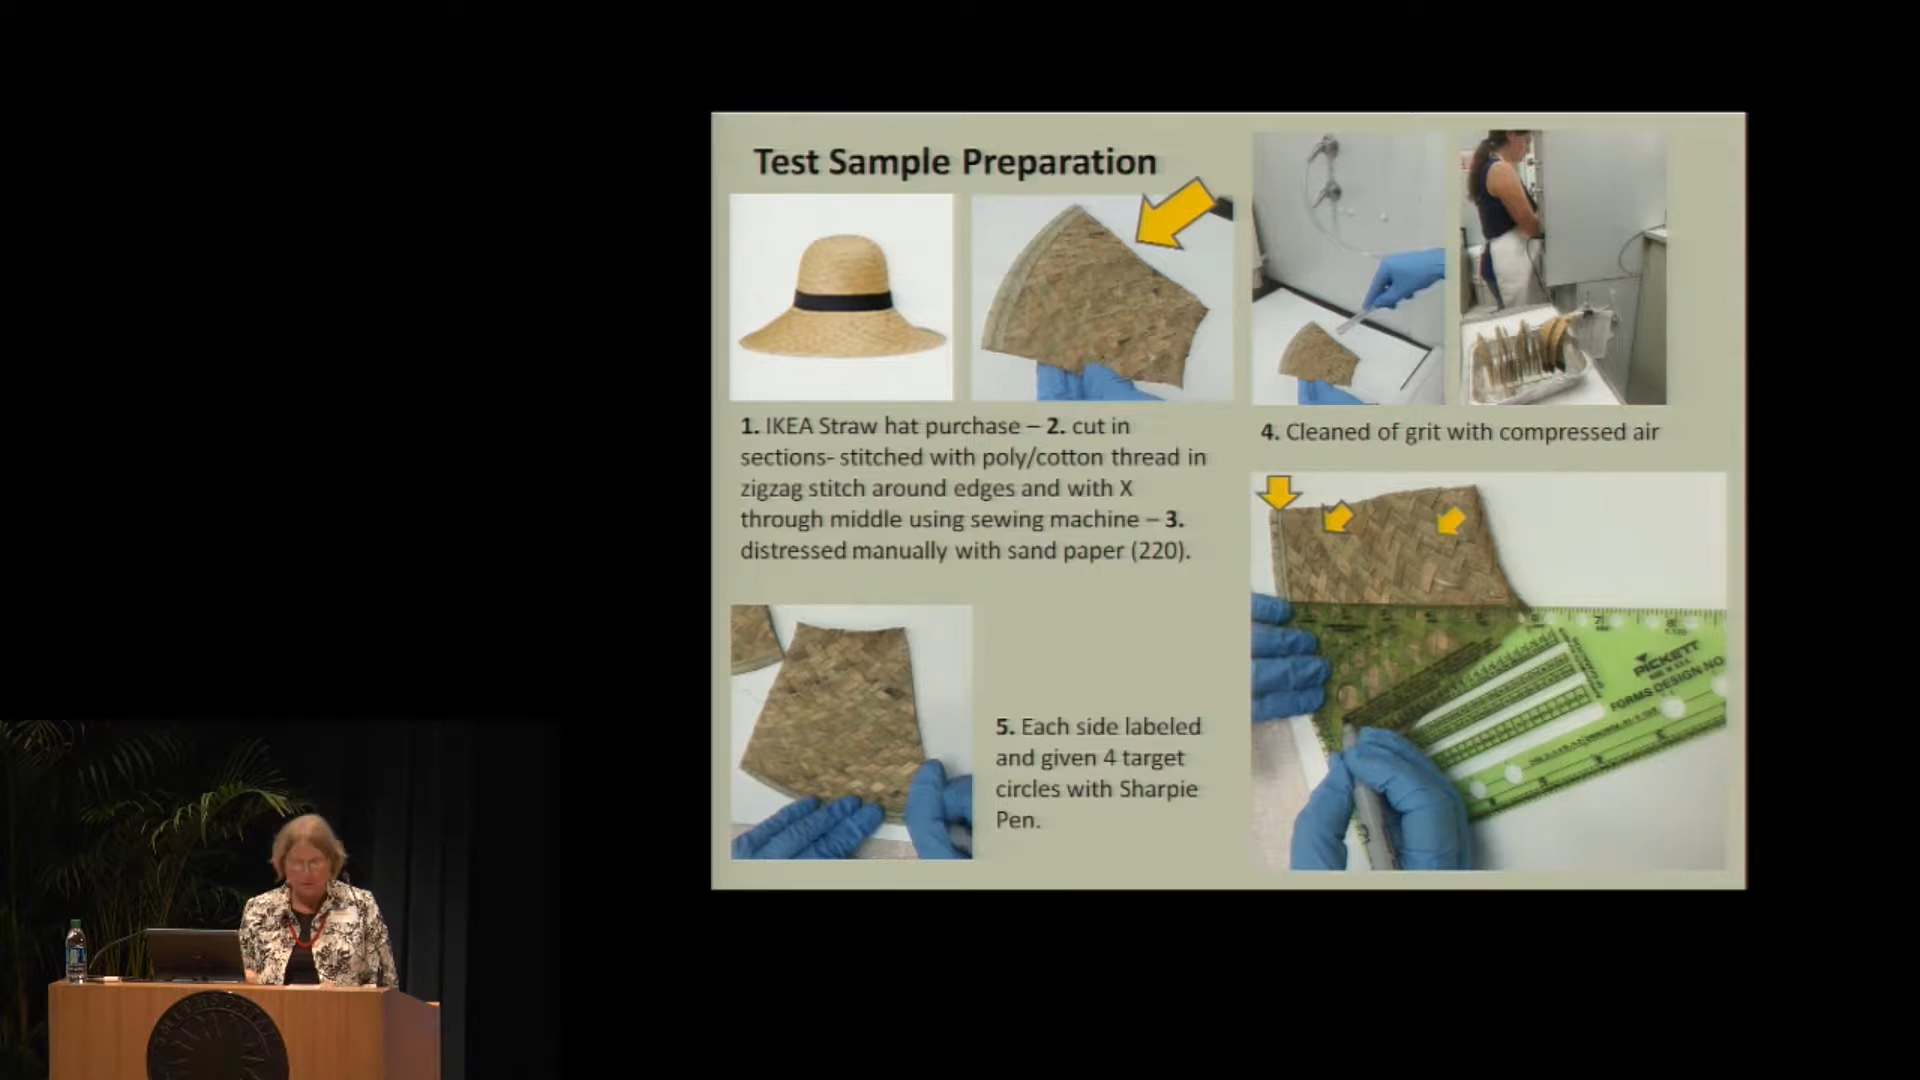 Test Sample Preparation
1. IKEA Straw hat purchase – 2. cut in
sections- stitched with poly/cotton thread in
zigzag stitch around edges and with X
through middle using sewing machine – 3.
distressed manually with sand paper (220).
4. Cleaned of grit with compressed air
5. Each side labeled
and given 4 target
circles with Sharpie
Pen.
PICKETT
FORMS DESIGN NO